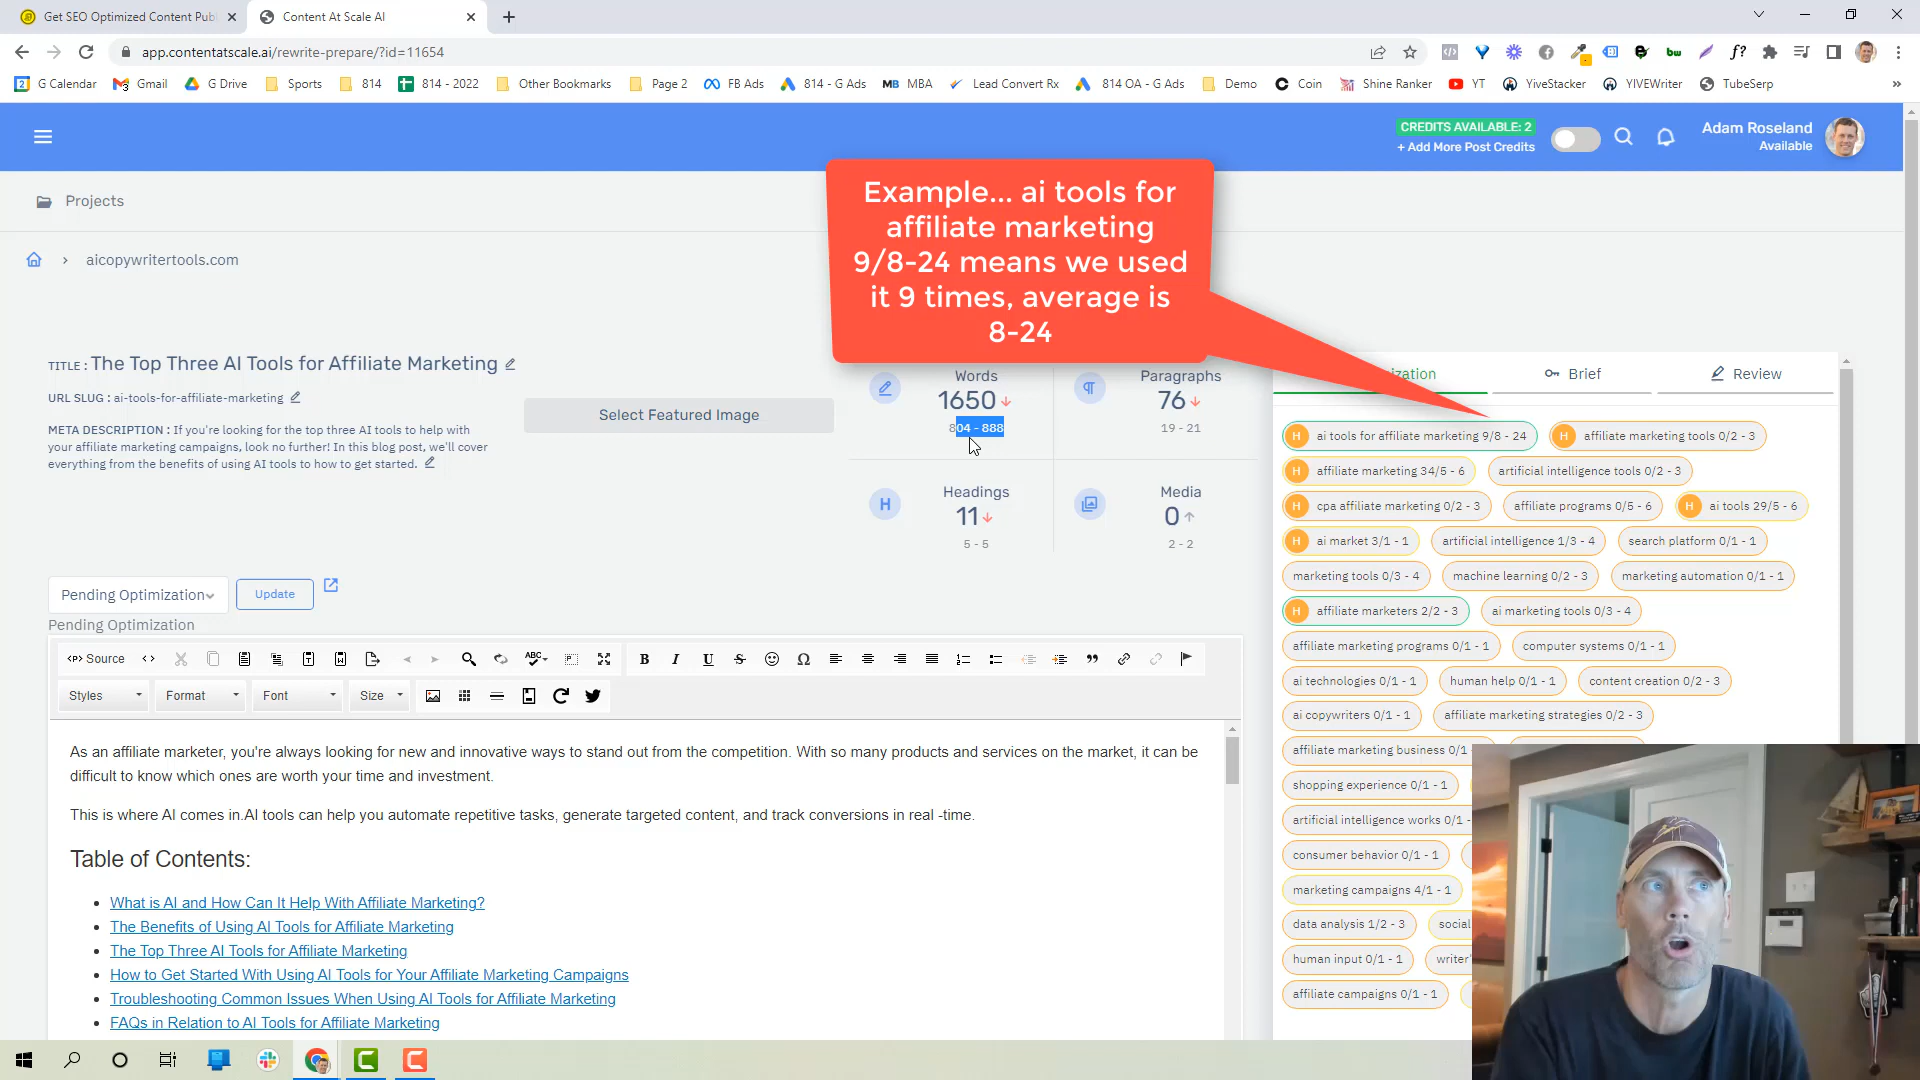 Get SEO Optimized Content Publ
Content At Scale AI
app.contentatscale.ai/rewrite-prepare/?id=11654
G Calendar
Gmail
G Drive
Sports
814
814 - 2022
Other Bookmarks
Page 2
FB Ads
814 - G Ads
MB MBA
Lead Convert Rx
814 OA - G Ads
Demo
Coin
Shine Ranker
YT
YiveStacker
YIVEWriter
TubeSerp
CREDITS AVAILABLE: 2
+ Add More Post Credits
Adam Roseland
Available
Projects
aicopywritertools.com
Example... ai tools for
affiliate marketing
9/8-24 means we used
it 9 times, average is
8-24
TITLE : The Top Three AI Tools for Affiliate Marketing
URL SLUG : ai-tools-for-affiliate-marketing
META DESCRIPTION : If you're looking for the top three AI tools to help with
your affiliate marketing campaigns, look no further! In this blog post, we'll cover
everything from the benefits of using AI tools to how to get started.
Select Featured Image
Words
1650
804 - 888
Paragraphs
76
19 - 21
H
Headings
11
5 - 5
Media
0
2 - 2
Brief
Review
H ai tools for affiliate marketing 9/8 - 24
H affiliate marketing tools 0/2 - 3
H affiliate marketing 34/5 - 6
artificial intelligence tools 0/2 - 3
H cpa affiliate marketing 0/2 - 3
affiliate programs 0/5 - 6
H ai tools 29/5 - 6
H ai market 3/1 - 1
artificial intelligence 1/3 - 4
search platform 0/1 - 1
marketing tools 0/3 - 4
machine learning 0/2 - 3
marketing automation 0/1 - 1
H affiliate marketers 2/2 - 3
ai marketing tools 0/3 - 4
affiliate marketing programs 0/1 - 1
computer systems 0/1 - 1
ai technologies 0/1 - 1
human help 0/1 - 1
content creation 0/2 - 3
ai copywriters 0/1 - 1
affiliate marketing strategies 0/2 - 3
affiliate marketing business 0/1
shopping experience 0/1 - 1
artificial intelligence works 0/1 -
consumer behavior 0/1 - 1
marketing campaigns 4/1 - 1
data analysis 1/2 - 3
social
human input 0/1 - 1
writer'
affiliate campaigns 0/1 - 1
Pending Optimization
Update
Pending Optimization
Source
ABC
B I U S
Styles
Format
Font
Size
As an affiliate marketer, you're always looking for new and innovative ways to stand out from the competition. With so many products and services on the market, it can be
difficult to know which ones are worth your time and investment.
This is where AI comes in.AI tools can help you automate repetitive tasks, generate targeted content, and track conversions in real -time.
Table of Contents:
What is AI and How Can It Help With Affiliate Marketing?
The Benefits of Using AI Tools for Affiliate Marketing
The Top Three AI Tools for Affiliate Marketing
How to Get Started With Using AI Tools for Your Affiliate Marketing Campaigns
Troubleshooting Common Issues When Using AI Tools for Affiliate Marketing
FAQs in Relation to AI Tools for Affiliate Marketing